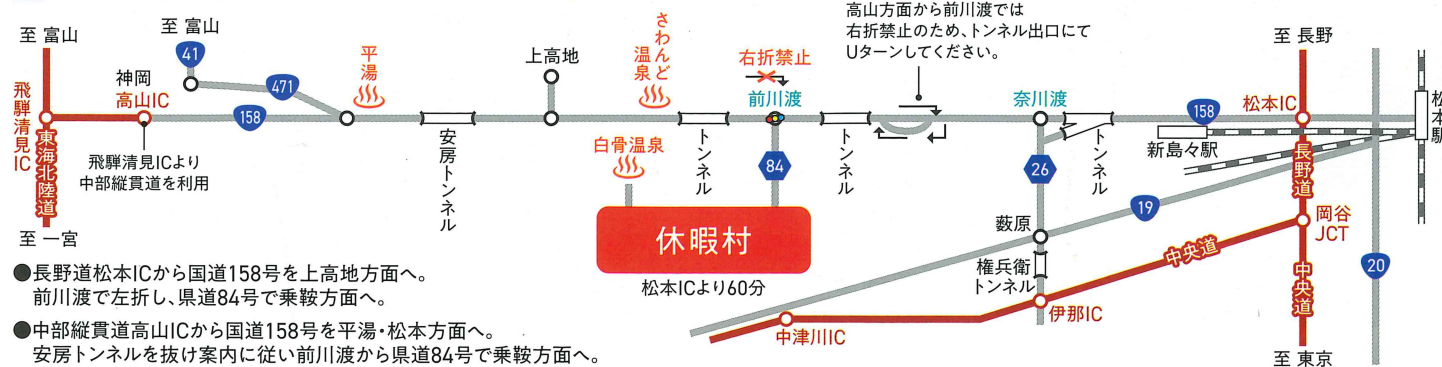 至 富山
至 富山
41
471
神岡
高山IC
158
飛騨清見IC
東海北陸道
飛騨清見ICより
中部縦貫道を利用
至 一宮
平湯
安房トンネル
上高地
さわんど
温泉
白骨温泉
トンネル
右折禁止
前川渡
84
トンネル
高山方面から前川渡では
右折禁止のため、トンネル出口にて
Uターンしてください。
奈川渡
26
トンネル
158
新島々駅
至 長野
松本IC
松本駅
長野道
19
岡谷
JCT
20
中央道
中央道
薮原
権兵衛
トンネル
伊那IC
中津川IC
至 東京
休暇村
松本ICより60分
●長野道松本ICから国道158号を上高地方面へ。
前川渡で左折し、県道84号で乗鞍方面へ。
●中部縦貫道高山ICから国道158号を平湯・松本方面へ。
安房トンネルを抜け案内に従い前川渡から県道84号で乗鞍方面へ。